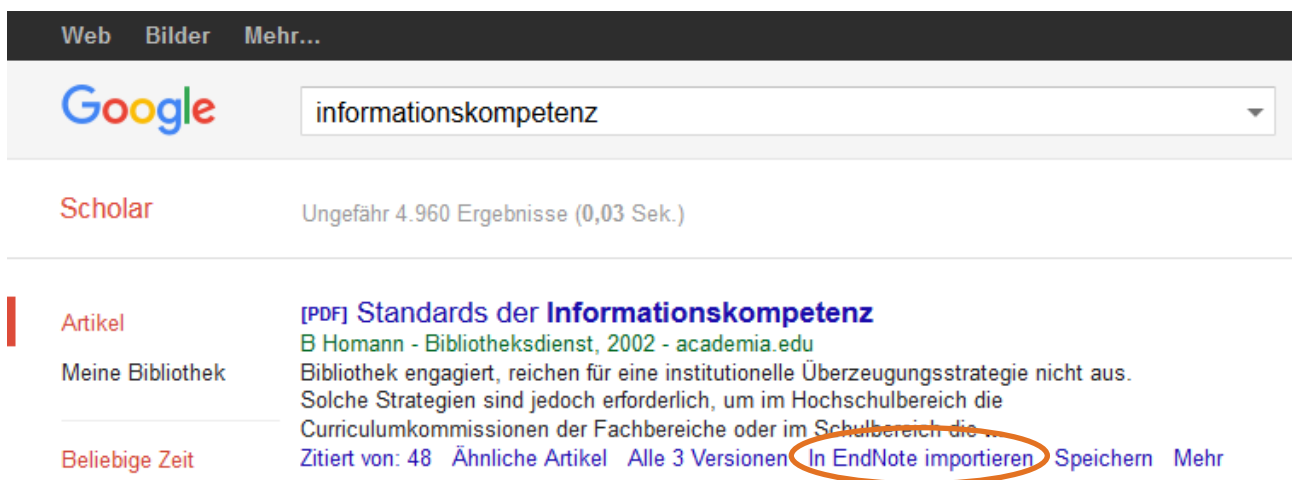 Web Bilder Mehr...
Google informationskompetenz
Scholar Ungefähr 4.960 Ergebnisse (0,03 Sek.)
Artikel
Meine Bibliothek
Beliebige Zeit
[PDF] Standards der Informationskompetenz
B Homann - Bibliotheksdienst, 2002 - academia.edu
Bibliothek engagiert, reichen für eine institutionelle Überzeugungsstrategie nicht aus.
Solche Strategien sind jedoch erforderlich, um im Hochschulbereich die
Curriculumkommissionen der Fachbereiche oder im Schulbereich die ...
Zitiert von: 48 Ähnliche Artikel Alle 3 Versionen In EndNote importieren Speichern Mehr